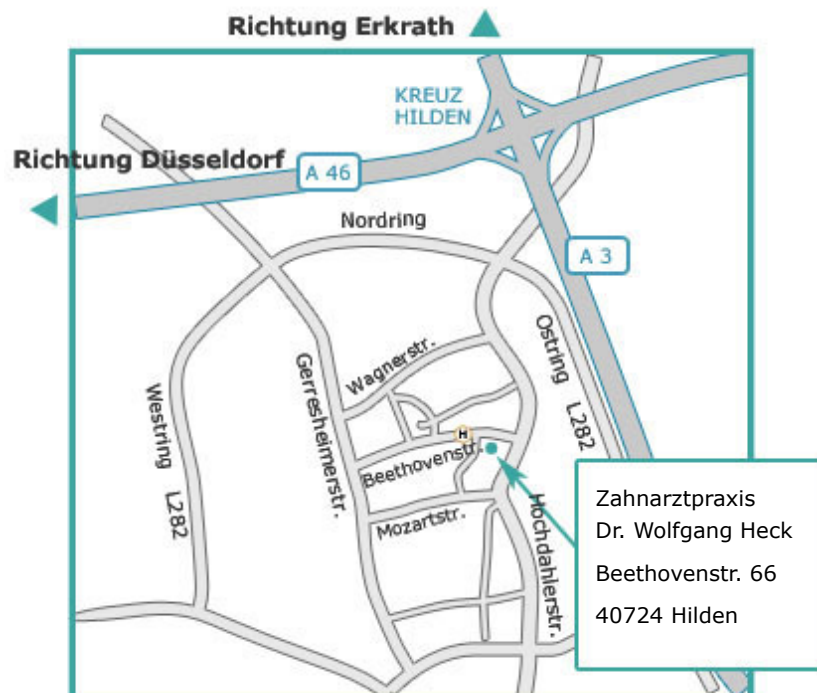 Richtung Erkrath
KREUZ
HILDEN
Richtung Düsseldorf
A 46
Nordring
A 3
Wagnerstr.
Ostring L282
Gerresheimerstr.
Westring L282
H
Beethovenstr.
Mozartstr.
Hochdahlerstr.
Zahnarztpraxis
Dr. Wolfgang Heck
Beethovenstr. 66
40724 Hilden